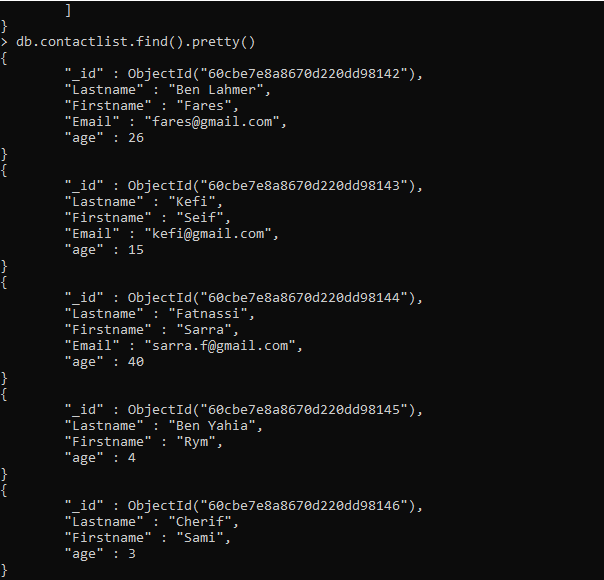 ]
}
> db.contactlist.find().pretty()
{
"_id" : ObjectId("60cbe7e8a8670d220dd98142"),
"Lastname" : "Ben Lahmer",
"Firstname" : "Fares",
"Email" : "fares@gmail.com",
"age" : 26
}
{
"_id" : ObjectId("60cbe7e8a8670d220dd98143"),
"Lastname" : "Kefi",
"Firstname" : "Seif",
"Email" : "kefi@gmail.com",
"age" : 15
}
{
"_id" : ObjectId("60cbe7e8a8670d220dd98144"),
"Lastname" : "Fatnassi",
"Firstname" : "Sarra",
"Email" : "sarra.f@gmail.com",
"age" : 40
}
{
"_id" : ObjectId("60cbe7e8a8670d220dd98145"),
"Lastname" : "Ben Yahia",
"Firstname" : "Rym",
"age" : 4
}
{
"_id" : ObjectId("60cbe7e8a8670d220dd98146"),
"Lastname" : "Cherif",
"Firstname" : "Sami",
"age" : 3
}